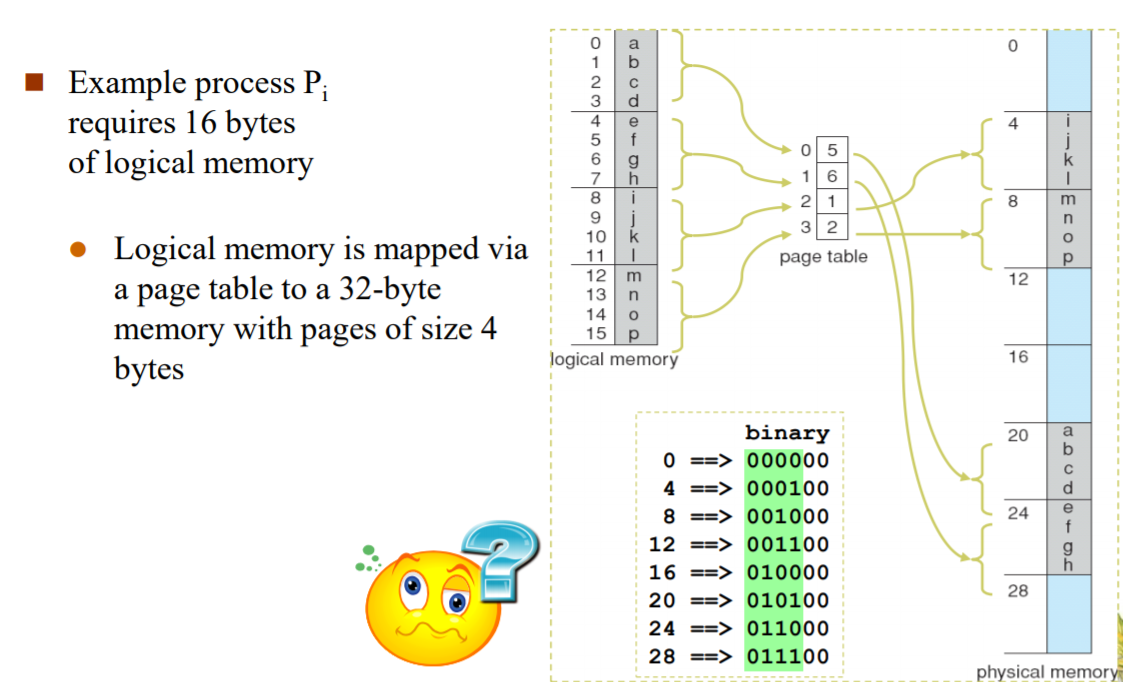 Example process Pi
requires 16 bytes
of logical memory
Logical memory is mapped via
a page table to a 32-byte
memory with pages of size 4
bytes
0 a
1 b
2 c
3 d
4 e
5 f
6 g
7 h
8 i
9 j
10 k
11 l
12 m
13 n
14 o
15 p
logical memory
0 5
1 6
2 1
3 2
page table
0
4 i
j
k
l
8 m
n
o
p
12
16
20 a
b
c
d
24 e
f
g
h
28
physical memory
binary
0 ==> 000000
4 ==> 000100
8 ==> 001000
12 ==> 001100
16 ==> 010000
20 ==> 010100
24 ==> 011000
28 ==> 011100
?